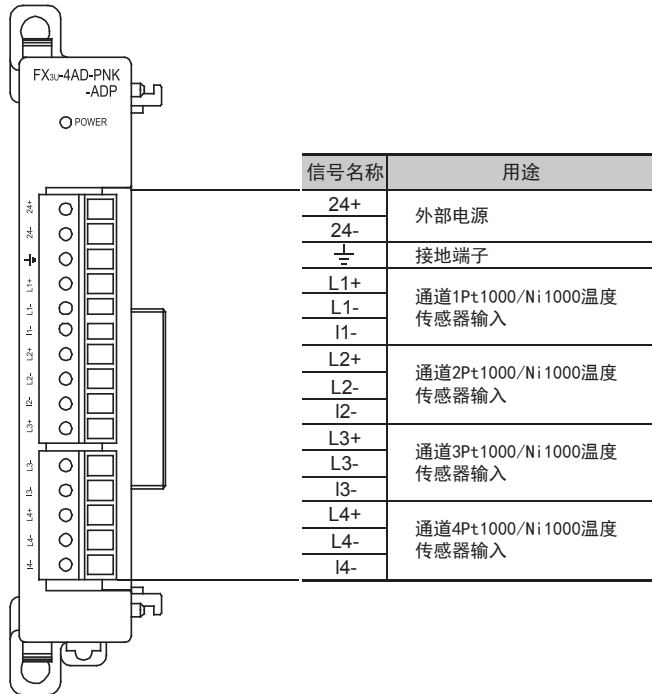 FX3U-4AD-PNK
-ADP
POWER
24+
24-
L1+
L1-
I1-
L2+
L2-
I2-
L3+
L3-
I3-
L4+
L4-
I4-
信号名称 用途
24+
24-
外部电源
接地端子
L1+
L1-
I1-
通道1Pt1000/Ni1000温度
传感器输入
L2+
L2-
I2-
通道2Pt1000/Ni1000温度
传感器输入
L3+
L3-
I3-
通道3Pt1000/Ni1000温度
传感器输入
L4+
L4-
I4-
通道4Pt1000/Ni1000温度
传感器输入